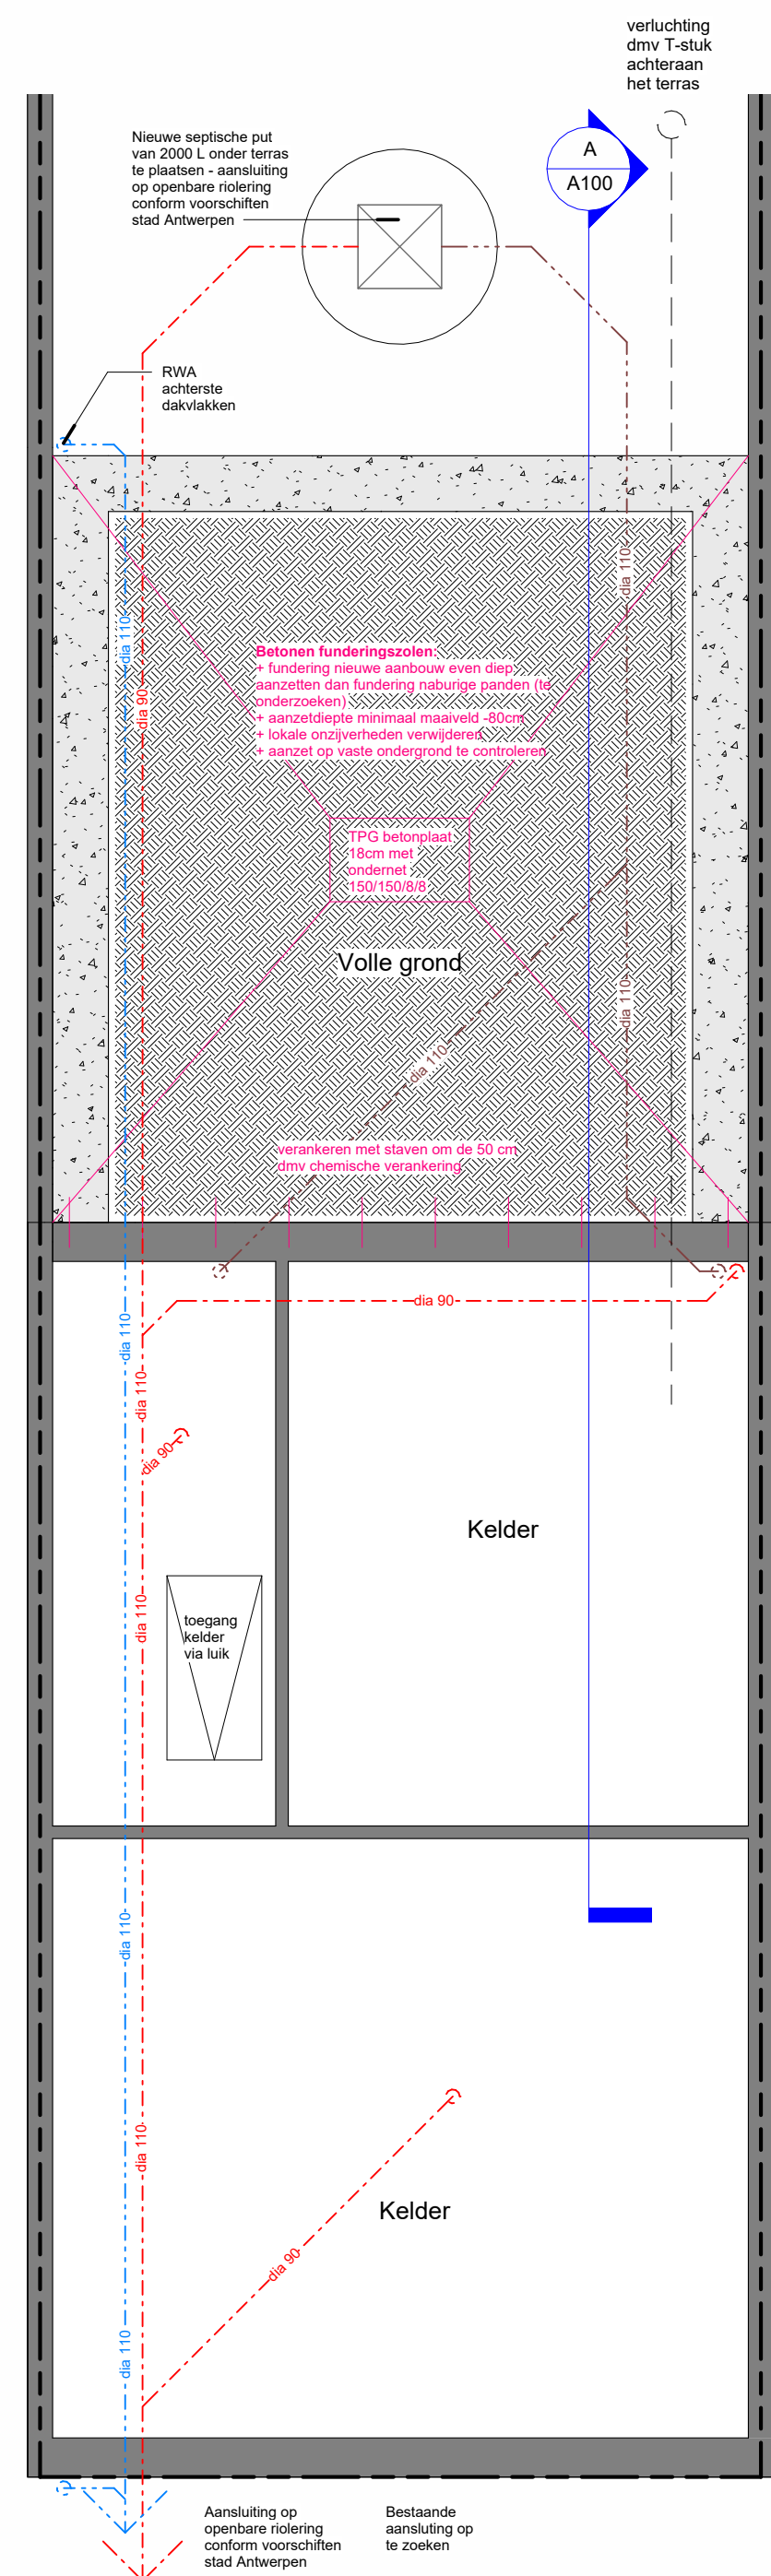 verluchting
dmv T-stuk
achteraan
het terras
Nieuwe septische put
van 2000 L onder terras
te plaatsen - aansluiting
op openbare riolering
conform voorschiften
stad Antwerpen
A
A100
RWA
achterste
dakvlakken
dia 110
dia 110
dia 90
Betonen funderingszolen:
+ fundering nieuwe aanbouw even diep
aanzetten dan fundering naburige panden (te
onderzoeken)
+ aanzetdiepte minimaal maaiveld -80cm
+ lokale onzijverheden verwijderen
+ aanzet op vaste ondergrond te controleren
TPG betonplaat
18cm met
ondernet
150/150/8/8
Volle grond
dia 110
dia 110
verankeren met staven om de 50 cm
dmv chemische verankering
dia 90
dia 110
dia 110
dia 90
Kelder
dia 110
toegang
kelder
via luik
dia 110
dia 110
Kelder
dia 90
dia 110
Aansluiting op
openbare riolering
conform voorschiften
stad Antwerpen
Bestaande
aansluting op
te zoeken